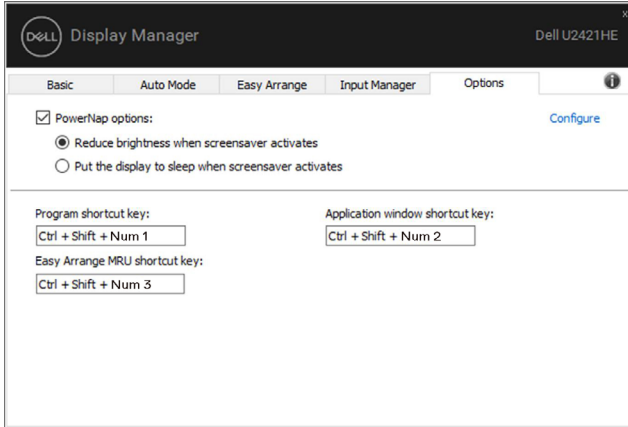 x
DELL Display Manager Dell U2421HE
Basic Auto Mode Easy Arrange Input Manager Options i
PowerNap options: Configure
Reduce brightness when screensaver activates
Put the display to sleep when screensaver activates
Program shortcut key: Application window shortcut key:
Ctrl + Shift + Num 1 Ctrl + Shift + Num 2
Easy Arrange MRU shortcut key:
Ctrl + Shift + Num 3